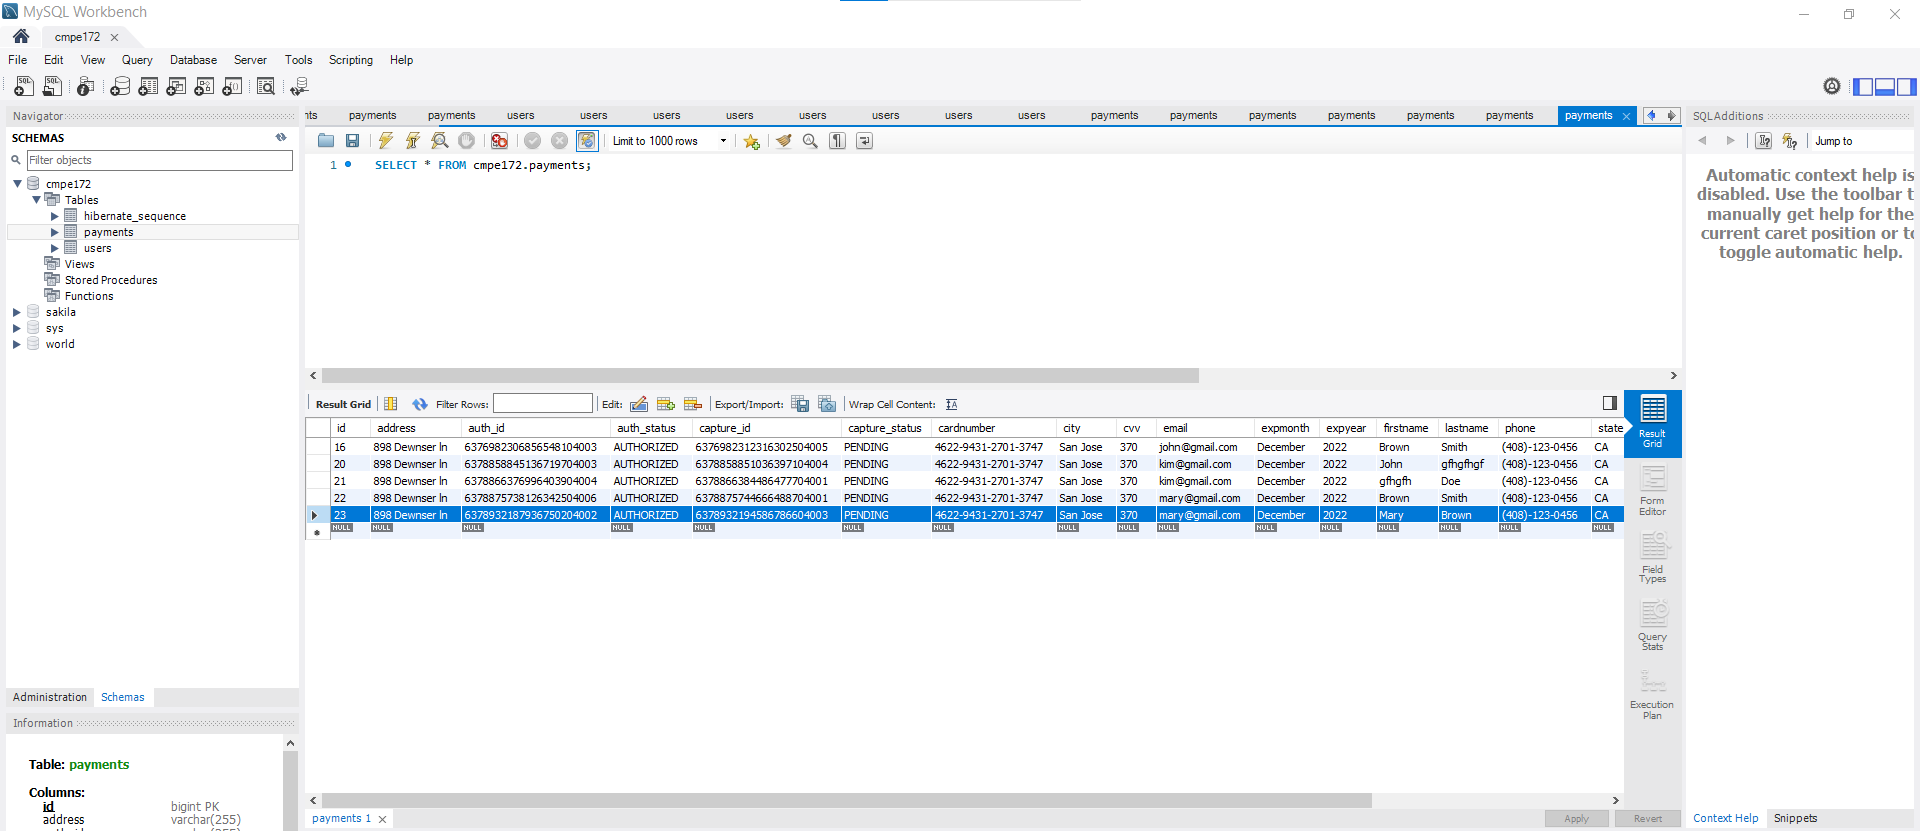 MySQL Workbench
cmpe172
File Edit View Query Database Server Tools Scripting Help
Navigator
SCHEMAS
Filter objects
cmpe172
Tables
hibernate_sequence
payments
users
Views
Stored Procedures
Functions
sakila
sys
world
Administration Schemas
Information
Table: payments
Columns:
id bigint PK
address varchar(255)
nts payments payments users users users users users users users users payments payments payments payments payments payments payments
Limit to 1000 rows
1 SELECT * FROM cmpe172.payments;
Result Grid Filter Rows: Edit: Export/Import: Wrap Cell Content:
id address auth_id auth_status capture_id capture_status cardnumber city cvv email expmonth expyear firstname lastname phone state
16 898 Dewnser ln 6376982306856548104003 AUTHORIZED 6376982312316302504005 PENDING 4622-9431-2701-3747 San Jose 370 john@gmail.com December 2022 Brown Smith (408)-123-0456 CA
20 898 Dewnser ln 6378858845136719704003 AUTHORIZED 6378858851036397104004 PENDING 4622-9431-2701-3747 San Jose 370 kim@gmail.com December 2022 John gfhgfhgf (408)-123-0456 CA
21 898 Dewnser ln 6378866376996403904004 AUTHORIZED 6378866384486477704001 PENDING 4622-9431-2701-3747 San Jose 370 kim@gmail.com December 2022 gfhgfh Doe (408)-123-0456 CA
22 898 Dewnser ln 6378875738126342504006 AUTHORIZED 6378875744666488704001 PENDING 4622-9431-2701-3747 San Jose 370 mary@gmail.com December 2022 Brown Smith (408)-123-0456 CA
23 898 Dewnser ln 6378932187936750204002 AUTHORIZED 6378932194586786604003 PENDING 4622-9431-2701-3747 San Jose 370 mary@gmail.com December 2022 Mary Brown (408)-123-0456 CA
NULL NULL NULL NULL NULL NULL NULL NULL NULL NULL NULL NULL NULL NULL NULL NULL
Result
Grid
Form
Editor
Field
Types
Query
Stats
Execution
Plan
payments 1
Apply Revert
SQLAdditions
Jump to
Automatic context help is
disabled. Use the toolbar t
manually get help for the
current caret position or to
toggle automatic help.
Context Help Snippets